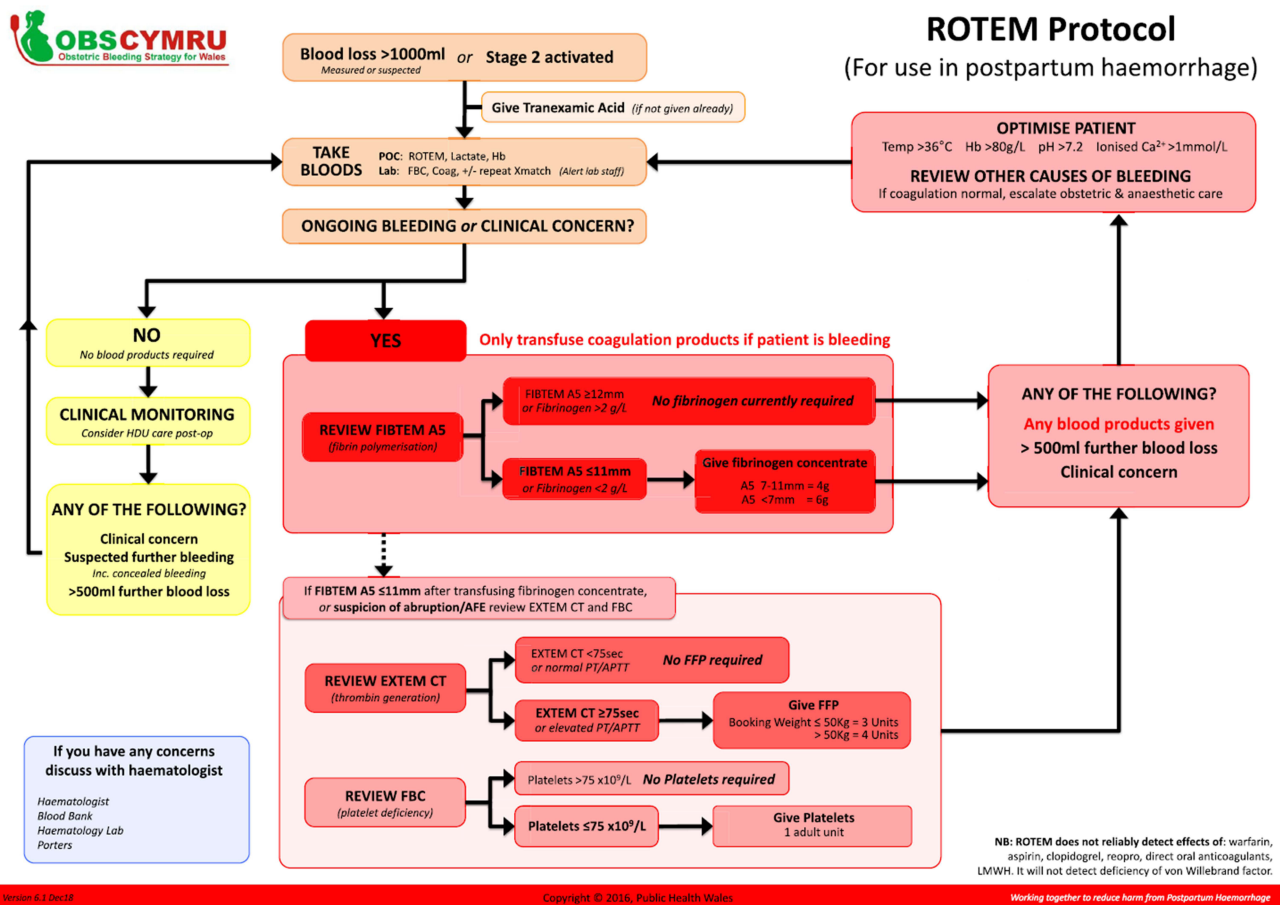 OBSCYMRU
Obstetric Bleeding Strategy for Wales
ROTEM Protocol
(For use in postpartum haemorrhage)
Blood loss >1000ml or Stage 2 activated
Measured or suspected
Give Tranexamic Acid (if not given already)
TAKE BLOODS
POC: ROTEM, Lactate, Hb
Lab: FBC, Coag, +/- repeat Xmatch (Alert lab staff)
ONGOING BLEEDING or CLINICAL CONCERN?
OPTIMISE PATIENT
Temp >36°C Hb >80g/L pH >7.2 Ionised Ca²⁺ >1mmol/L
REVIEW OTHER CAUSES OF BLEEDING
If coagulation normal, escalate obstetric & anaesthetic care
NO
No blood products required
CLINICAL MONITORING
Consider HDU care post-op
ANY OF THE FOLLOWING?
Clinical concern
Suspected further bleeding
Inc. concealed bleeding
>500ml further blood loss
YES
Only transfuse coagulation products if patient is bleeding
REVIEW FIBTEM A5
(fibrin polymerisation)
FIBTEM A5 ≥12mm
or Fibrinogen >2 g/L
No fibrinogen currently required
FIBTEM A5 ≤11mm
or Fibrinogen <2 g/L
Give fibrinogen concentrate
A5 7-11mm = 4g
A5 <7mm = 6g
ANY OF THE FOLLOWING?
Any blood products given
> 500ml further blood loss
Clinical concern
If FIBTEM A5 ≤11mm after transfusing fibrinogen concentrate,
or suspicion of abruption/AFE review EXTEM CT and FBC
REVIEW EXTEM CT
(thrombin generation)
EXTEM CT <75sec
or normal PT/APTT
No FFP required
EXTEM CT ≥75sec
or elevated PT/APTT
Give FFP
Booking Weight ≤ 50Kg = 3 Units
> 50Kg = 4 Units
REVIEW FBC
(platelet deficiency)
Platelets >75 x10⁹/L No Platelets required
Platelets ≤75 x10⁹/L
Give Platelets
1 adult unit
If you have any concerns
discuss with haematologist
Haematologist
Blood Bank
Haematology Lab
Porters
NB: ROTEM does not reliably detect effects of: warfarin,
aspirin, clopidogrel, reopro, direct oral anticoagulants,
LMWH. It will not detect deficiency of von Willebrand factor.
Version 6.1 Dec18
Copyright © 2016, Public Health Wales
Working together to reduce harm from Postpartum Haemorrhage